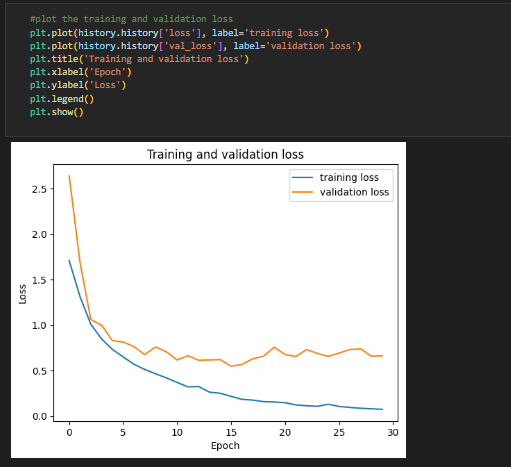 #plot the training and validation loss
plt.plot(history.history['loss'], label='training loss')
plt.plot(history.history['val_loss'], label='validation loss')
plt.title('Training and validation loss')
plt.xlabel('Epoch')
plt.ylabel('Loss')
plt.legend()
plt.show()
Training and validation loss
training loss
validation loss
2.5
2.0
1.5
1.0
0.5
0.0
Loss
0 5 10 15 20 25 30
Epoch